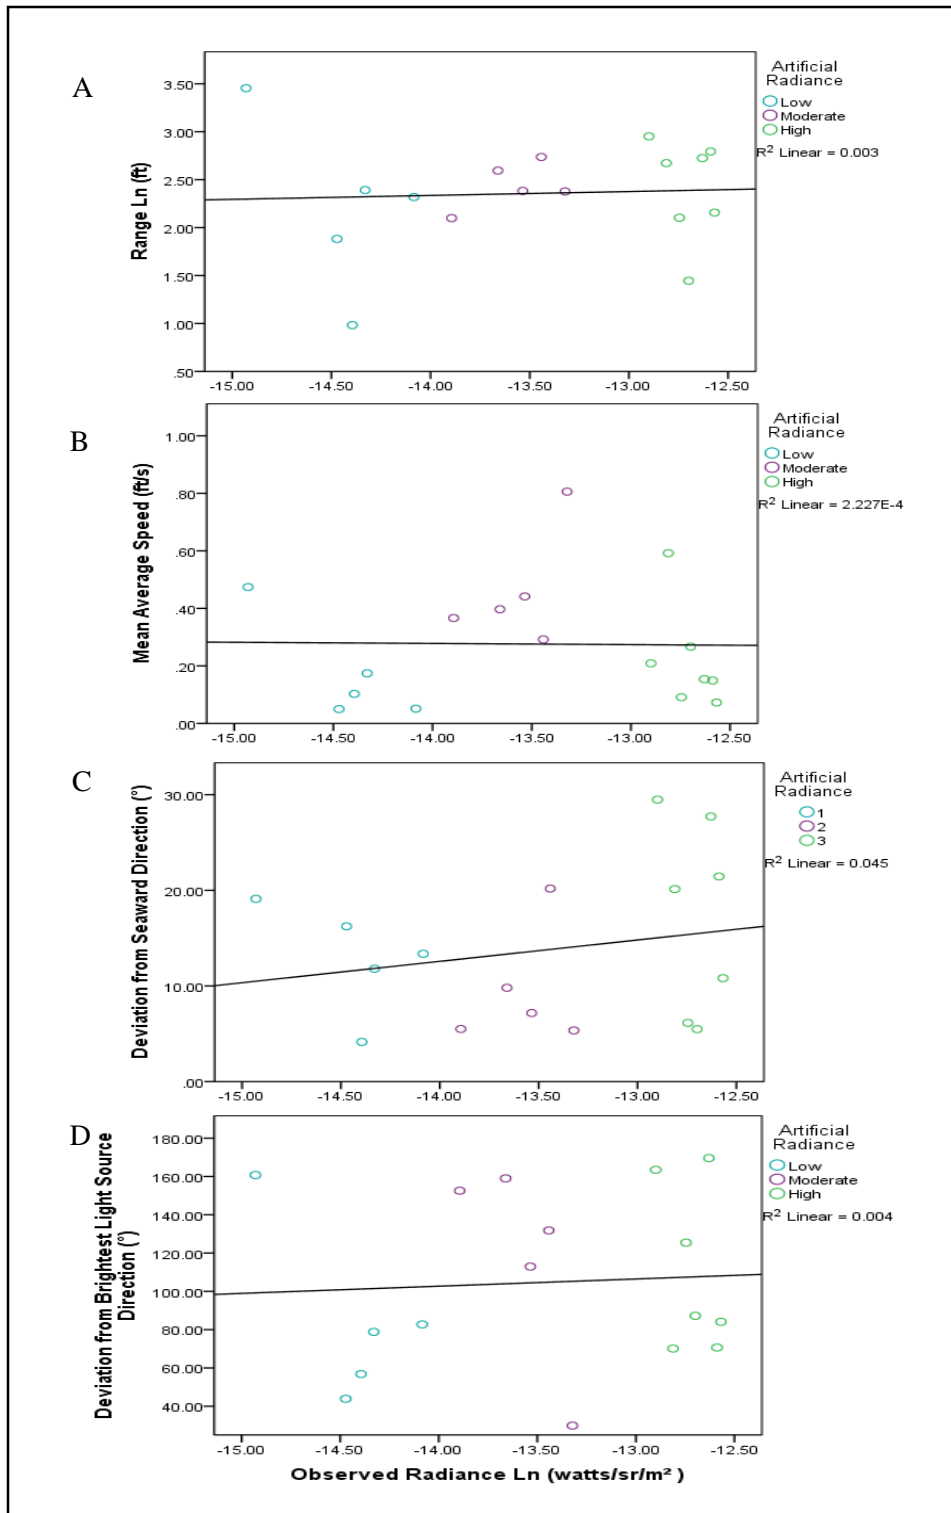 A
Range Ln (ft)
3.50
3.00
2.50
2.00
1.50
1.00
.50
-15.00 -14.50 -14.00 -13.50 -13.00 -12.50
Artificial
Radiance
Low
Moderate
High
R² Linear = 0.003
B
Mean Average Speed (ft/s)
1.00
.80
.60
.40
.20
.00
-15.00 -14.50 -14.00 -13.50 -13.00 -12.50
Artificial
Radiance
Low
Moderate
High
R² Linear = 2.227E-4
C
Deviation from Seaward Direction (°)
30.00
20.00
10.00
.00
-15.00 -14.50 -14.00 -13.50 -13.00 -12.50
Artificial
Radiance
1
2
3
R² Linear = 0.045
D
Deviation from Brightest Light Source
Direction (°)
180.00
160.00
140.00
120.00
100.00
80.00
60.00
40.00
-15.00 -14.50 -14.00 -13.50 -13.00 -12.50
Artificial
Radiance
Low
Moderate
High
R² Linear = 0.004
Observed Radiance Ln (watts/sr/m²)